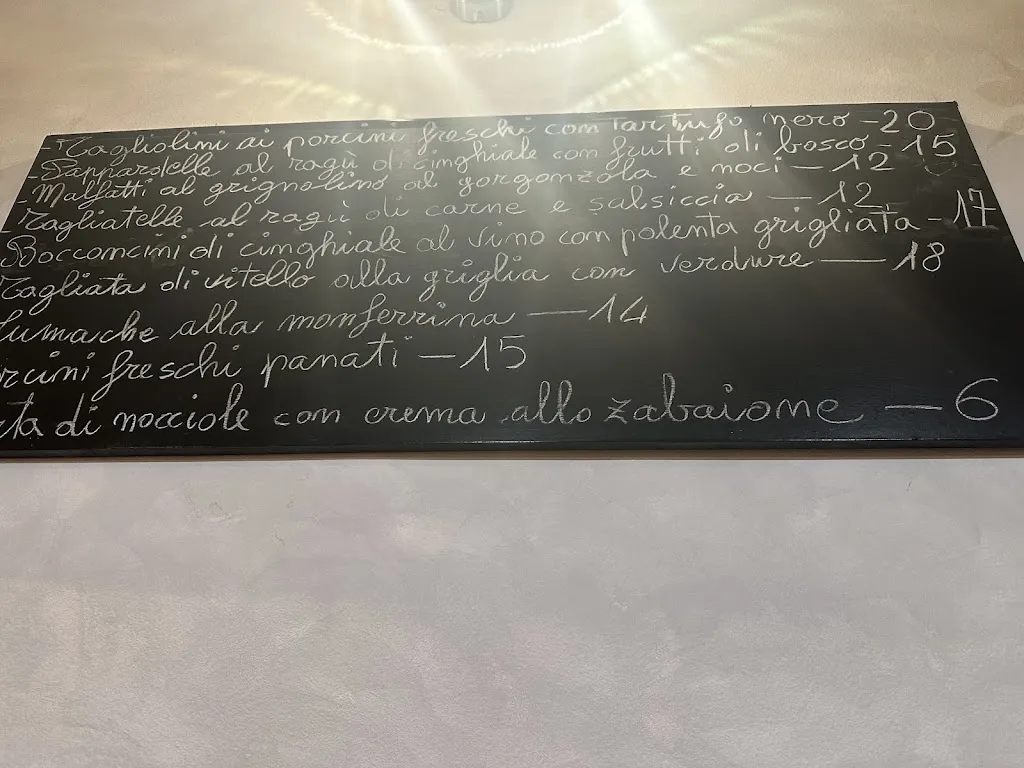 Tagliolini ai porcini freschi con Tartufo nero - 20
- Pappardelle al ragù di cinghiale con frutti di bosco - 15
- Malfatti al grignolino al gorgonzola e noci - 12
Tagliatelle al ragù di carne e salsiccia - 12
Bocconcini di cinghiale al vino con polenta grigliata - 17
Tagliata di vitello alla griglia con verdure - 18
lumache alla monferrina - 14
rcini freschi panati - 15
ta di nocciole con crema allo zabaione - 6